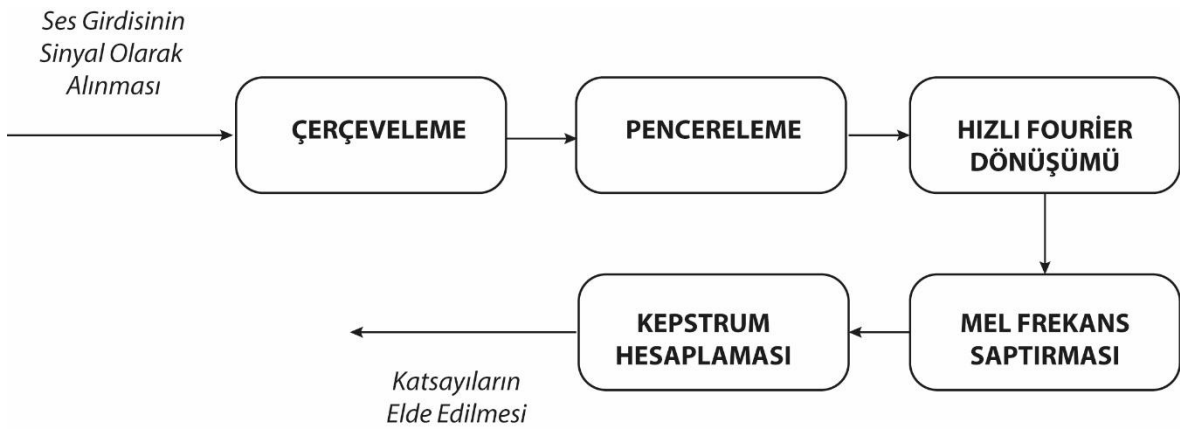 Ses Girdisinin
Sinyal Olarak
Alınması
ÇERÇEVELEME
PENCERELEME
HIZLI FOURİER
DÖNÜŞÜMÜ
MEL FREKANS
SAPTIRMASI
KEPSTRUM
HESAPLAMASI
Katsayıların
Elde Edilmesi